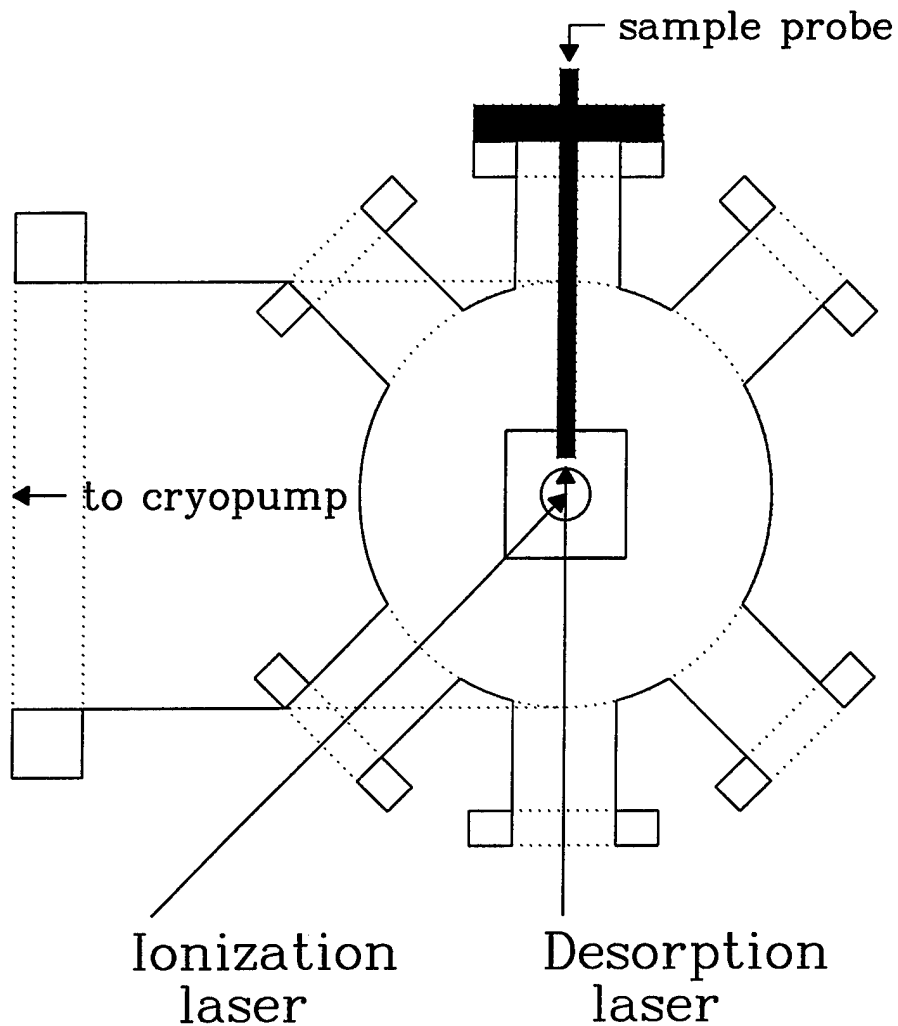 sample probe
to cryopump
Ionization
laser
Desorption
laser